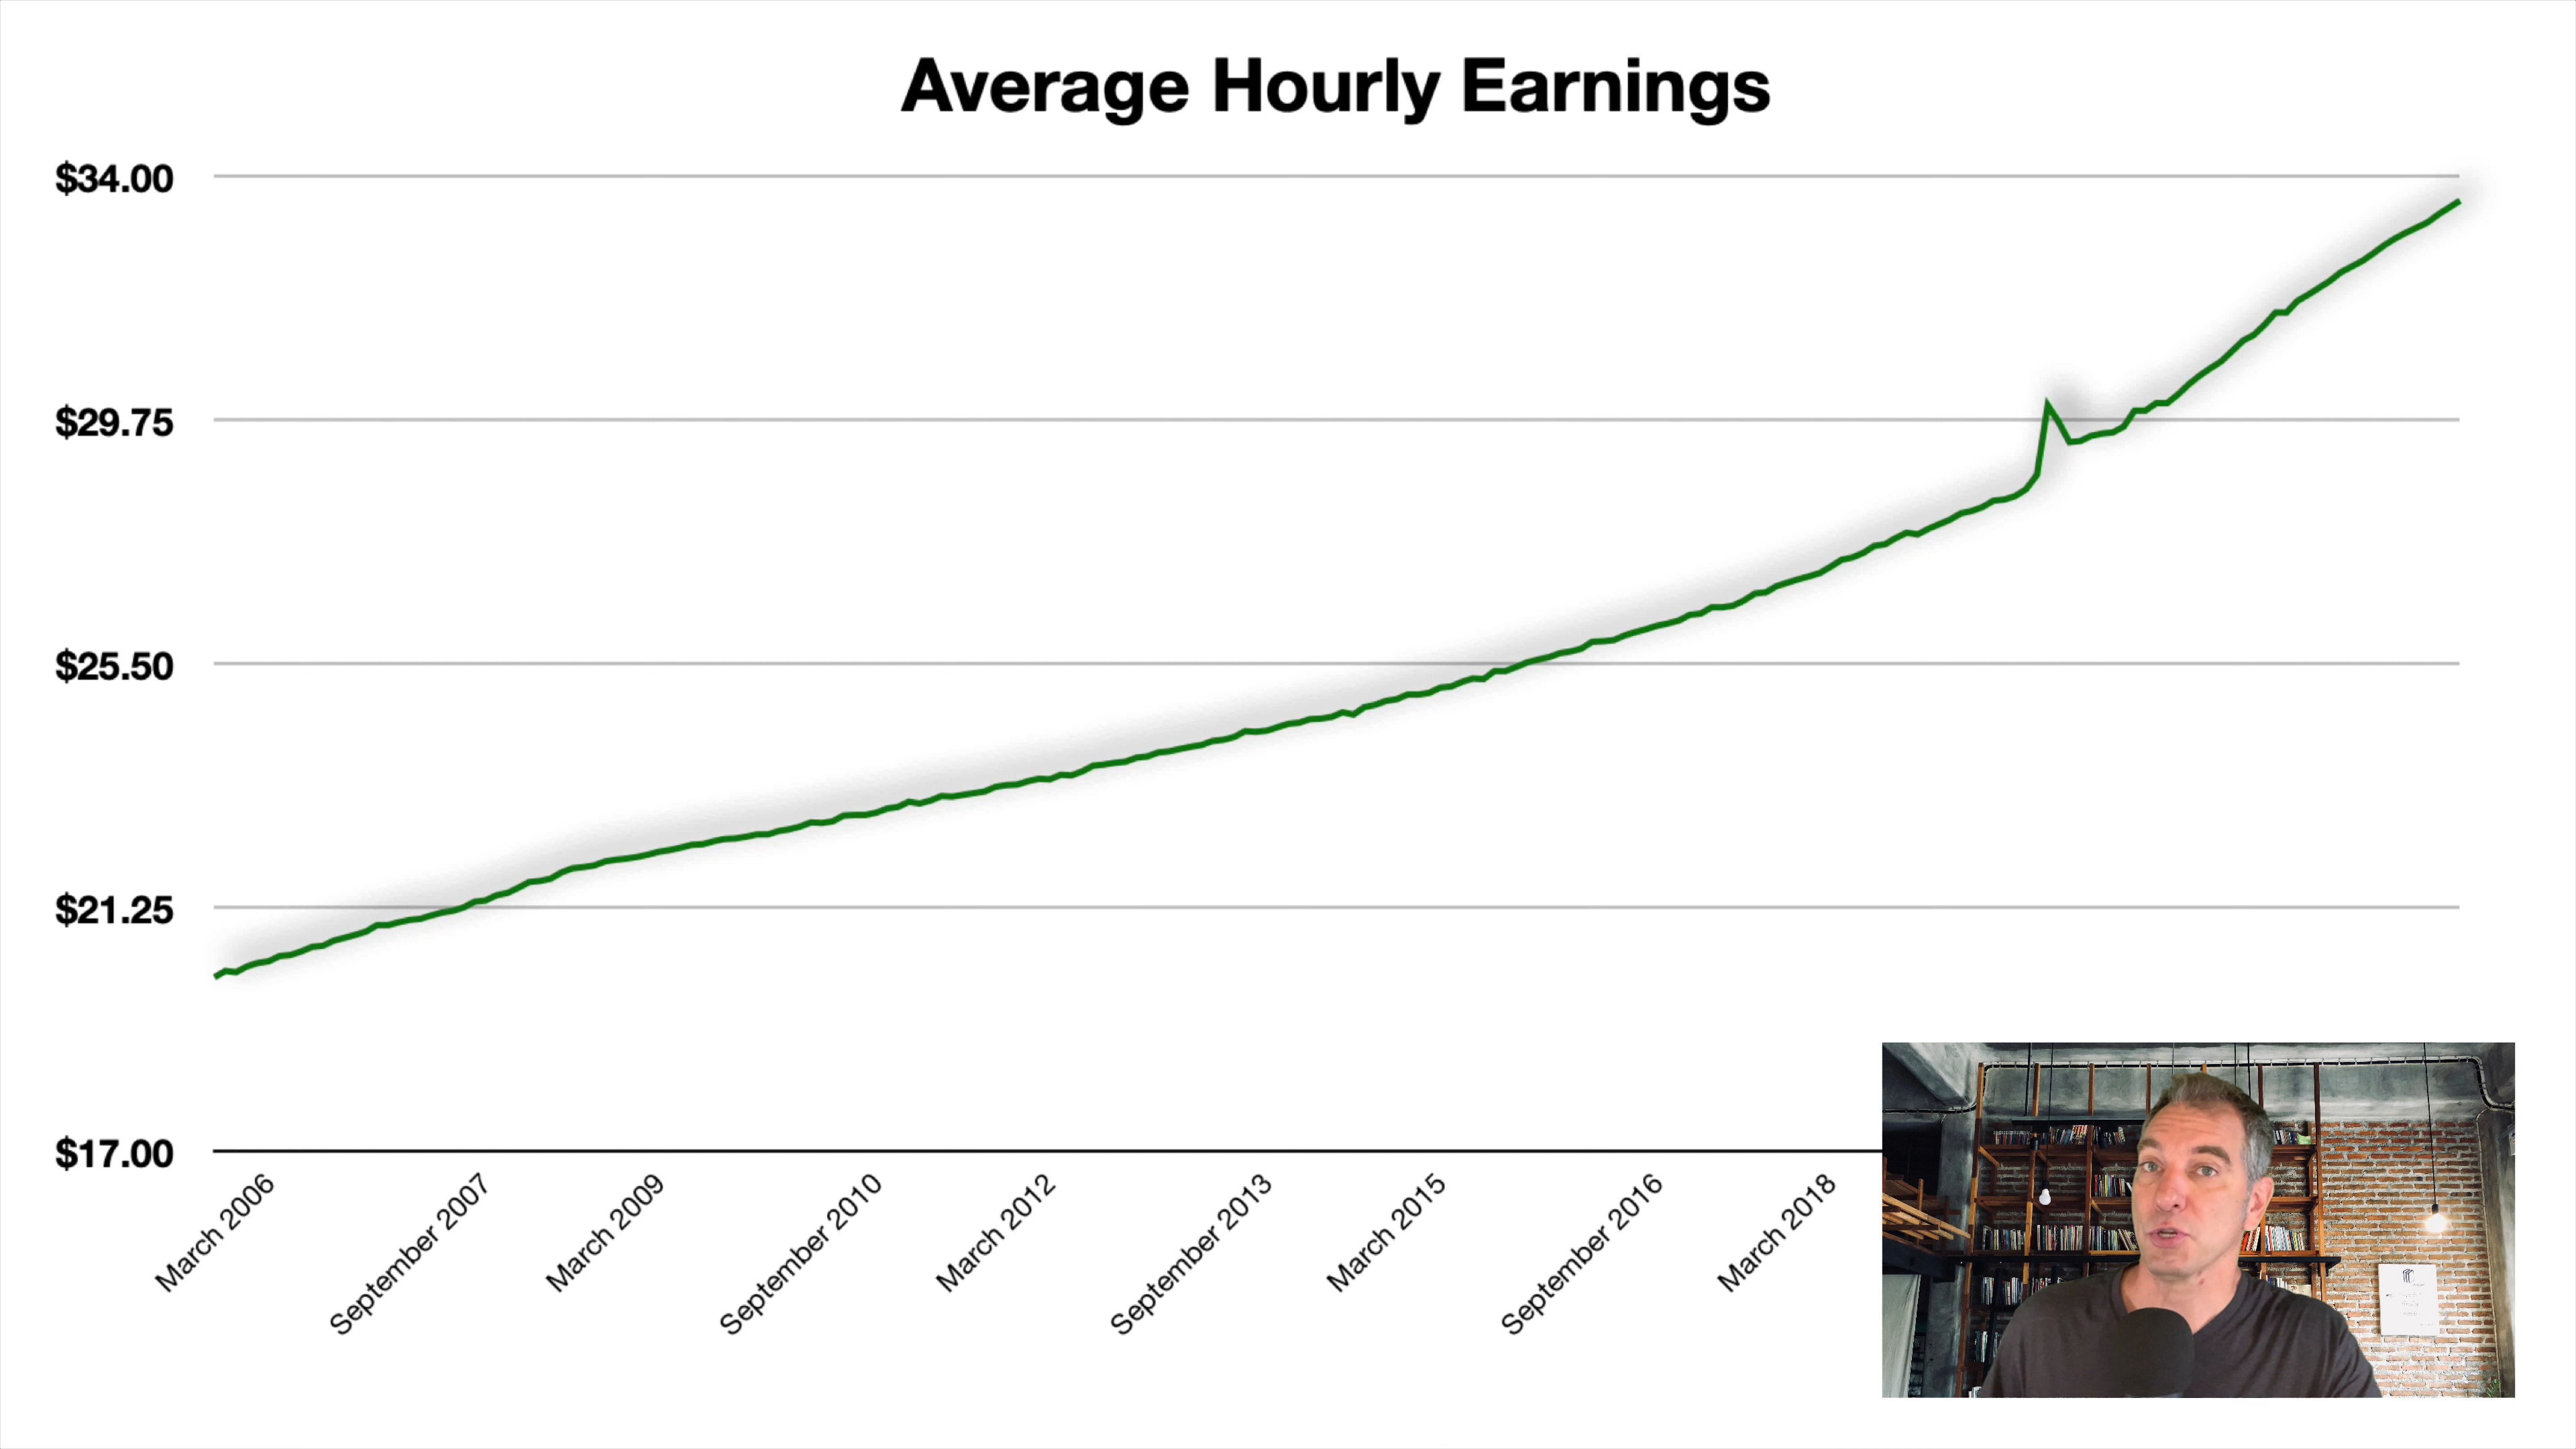 Average Hourly Earnings
$34.00
$29.75
$25.50
$21.25
$17.00
March 2006
September 2007
March 2009
September 2010
March 2012
September 2013
March 2015
September 2016
March 2018